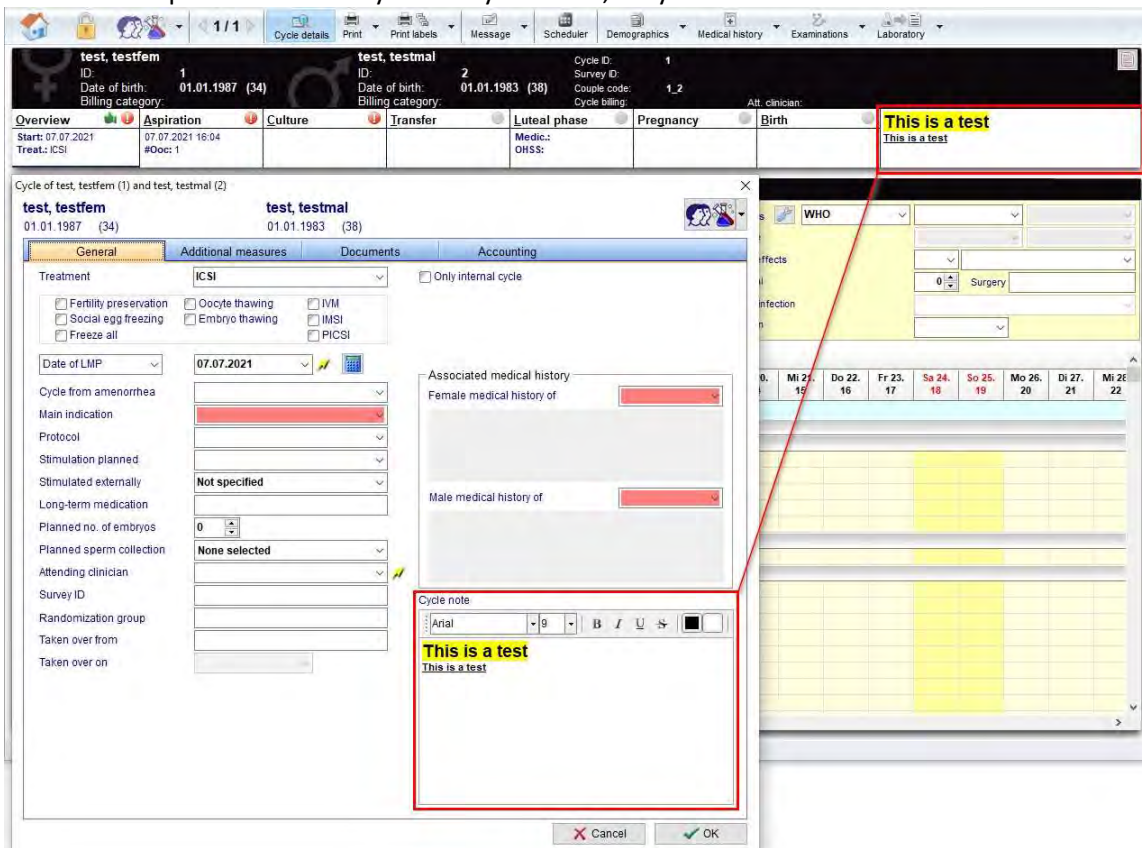 1/1
Cycle details
Print
Print labels
Message
Scheduler
Demographics
Medical history
Examinations
Laboratory
test, testfem
ID: 1
Date of birth: 01.01.1987 (34)
Billing category:
test, testmal
ID: 2
Date of birth: 01.01.1983 (38)
Billing category:
Cycle ID: 1
Survey ID:
Couple code: 1_2
Cycle billing:
Att. clinician:
Overview
Start: 07.07.2021
Treat.: ICSI
Aspiration
07.07.2021 16:04
#Ooc: 1
Culture
Transfer
Luteal phase
Medic.:
OHSS:
Pregnancy
Birth
This is a test
This is a test
Cycle of test, testfem (1) and test, testmal (2)
test, testfem
01.01.1987 (34)
test, testmal
01.01.1983 (38)
General
Additional measures
Documents
Accounting
Treatment
ICSI
Only internal cycle
Fertility preservation
Oocyte thawing
IVM
Social egg freezing
Embryo thawing
IMSI
Freeze all
PICSI
Date of LMP
07.07.2021
Cycle from amenorrhea
Main indication
Protocol
Stimulation planned
Stimulated externally
Not specified
Long-term medication
Planned no. of embryos
0
Planned sperm collection
None selected
Attending clinician
Survey ID
Randomization group
Taken over from
Taken over on
Associated medical history
Female medical history of
Male medical history of
Cycle note
Arial
9
B I U S
This is a test
This is a test
Cancel
OK
WHO
effects
0
Surgery
infection
Mi 21. Do 22. Fr 23. Sa 24. So 25. Mo 26. Di 27. Mi 28
15 16 17 18 19 20 21 22